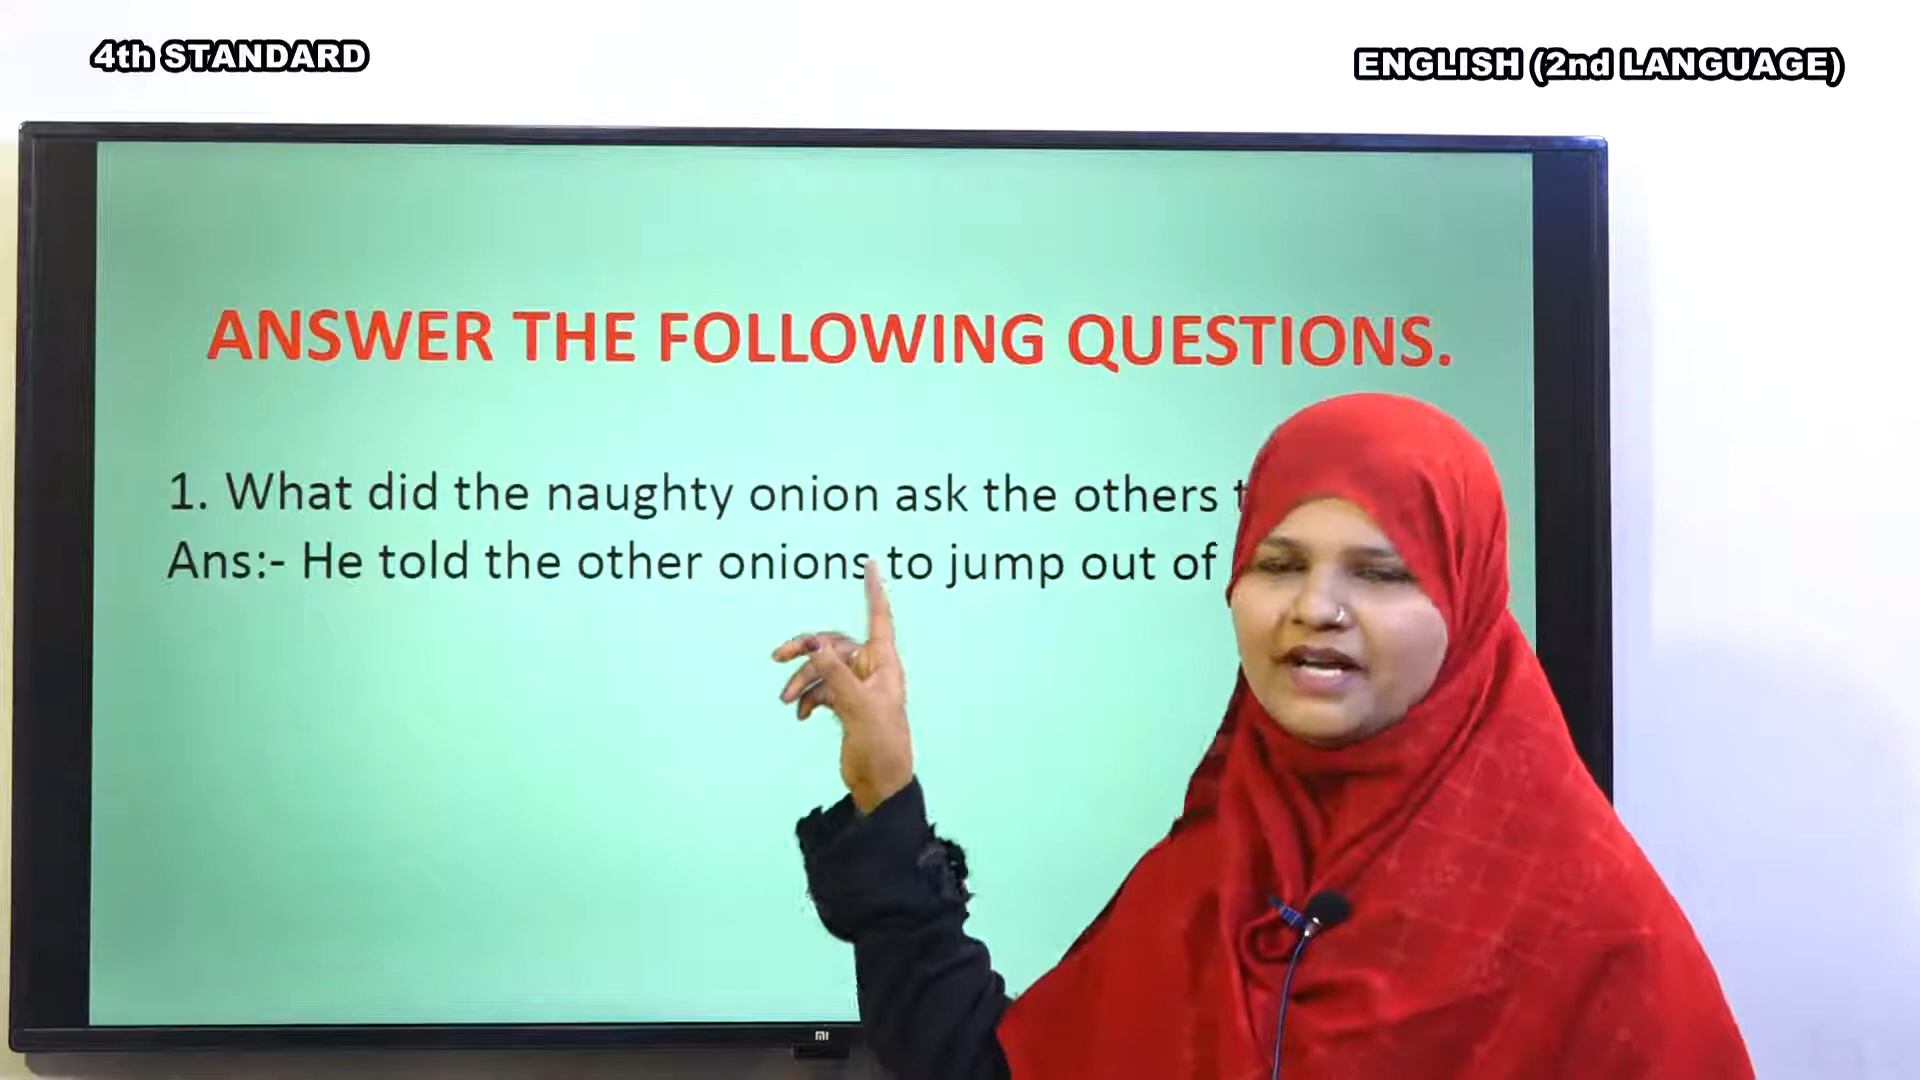 4th STANDARD
ENGLISH (2nd LANGUAGE)
ANSWER THE FOLLOWING QUESTIONS.
1. What did the naughty onion ask the others
Ans:- He told the other onions to jump out of
mi